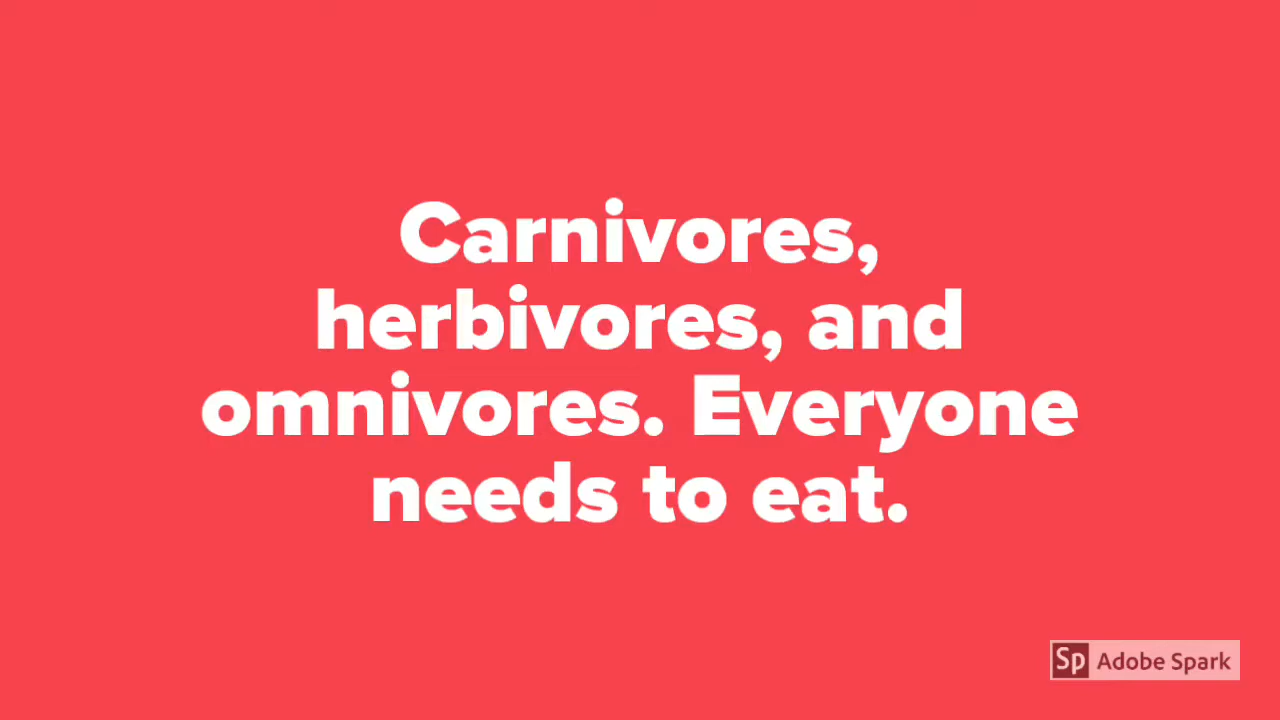 Carnivores,
herbivores, and
omnivores. Everyone
needs to eat.
Sp Adobe Spark